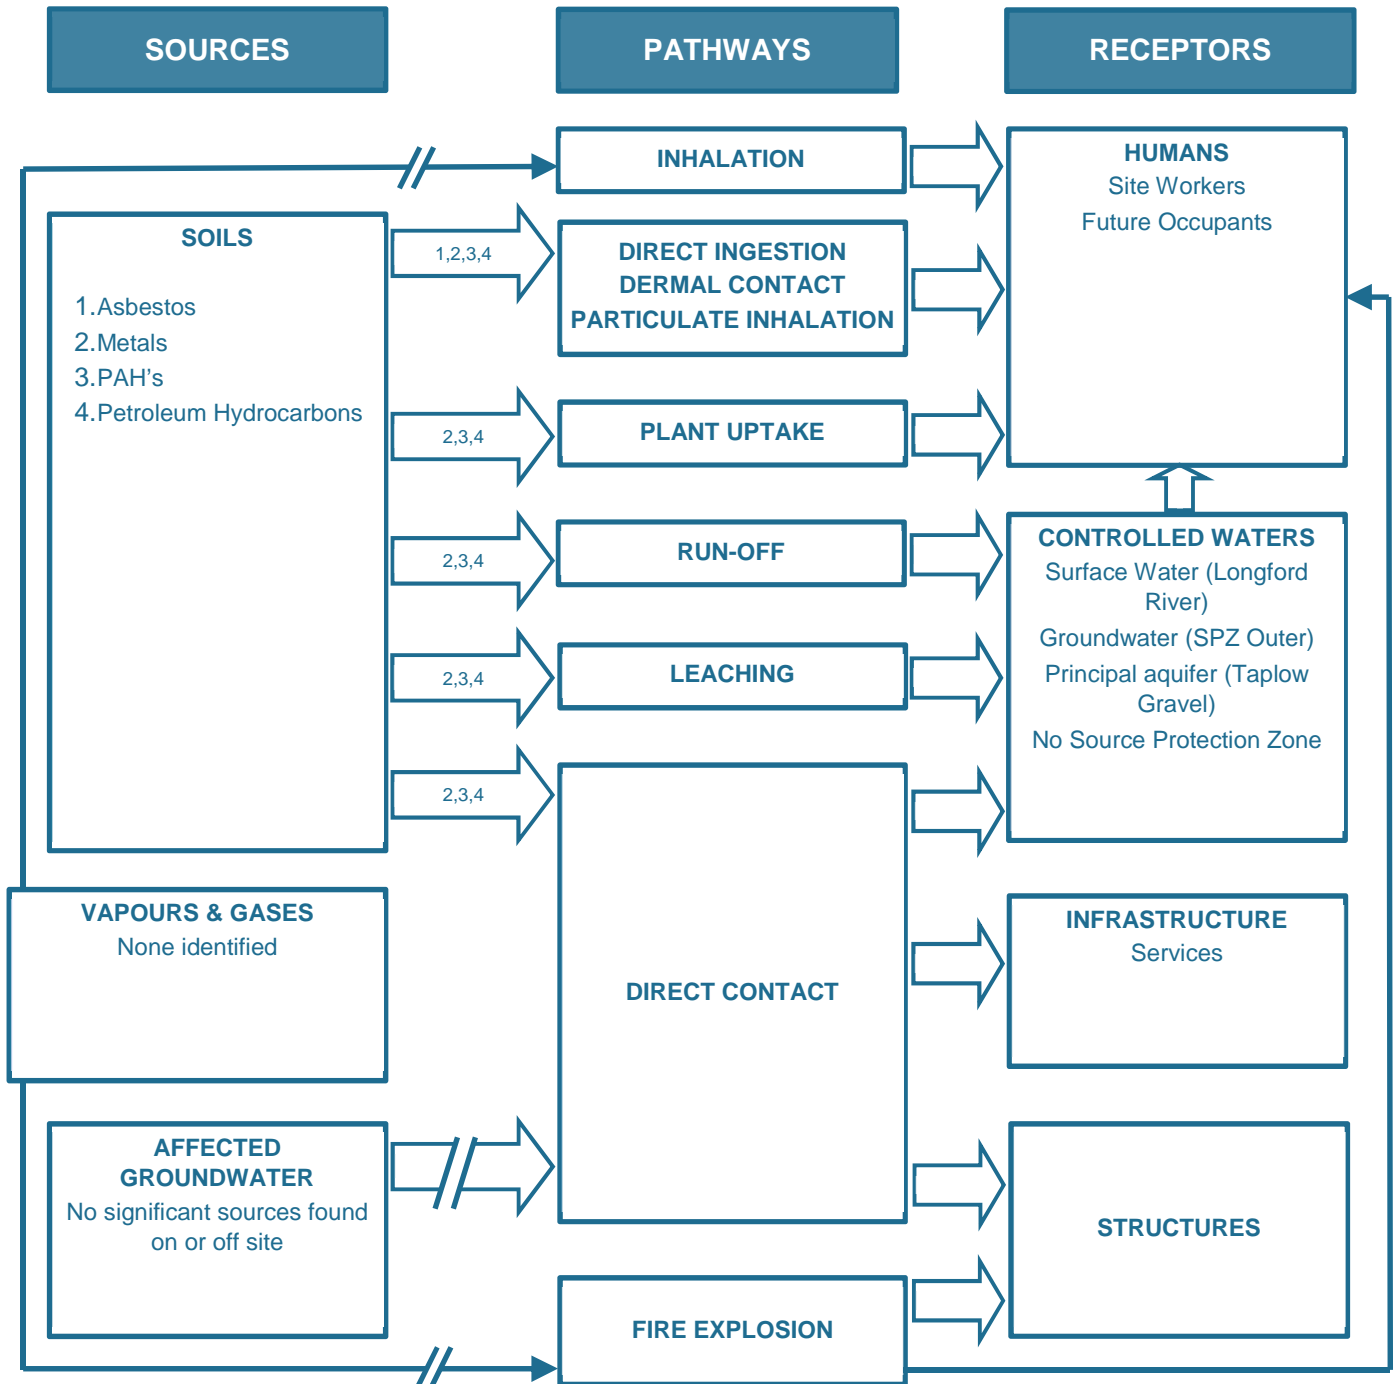 SOURCES
PATHWAYS
RECEPTORS
INHALATION
HUMANS
Site Workers
Future Occupants
SOILS
1.Asbestos
2.Metals
3.PAH's
4.Petroleum Hydrocarbons
1,2,3,4
DIRECT INGESTION
DERMAL CONTACT
PARTICULATE INHALATION
2,3,4
PLANT UPTAKE
2,3,4
RUN-OFF
CONTROLLED WATERS
Surface Water (Longford
River)
Groundwater (SPZ Outer)
Principal aquifer (Taplow
Gravel)
No Source Protection Zone
2,3,4
LEACHING
2,3,4
VAPOURS & GASES
None identified
DIRECT CONTACT
INFRASTRUCTURE
Services
AFFECTED
GROUNDWATER
No significant sources found
on or off site
STRUCTURES
FIRE EXPLOSION